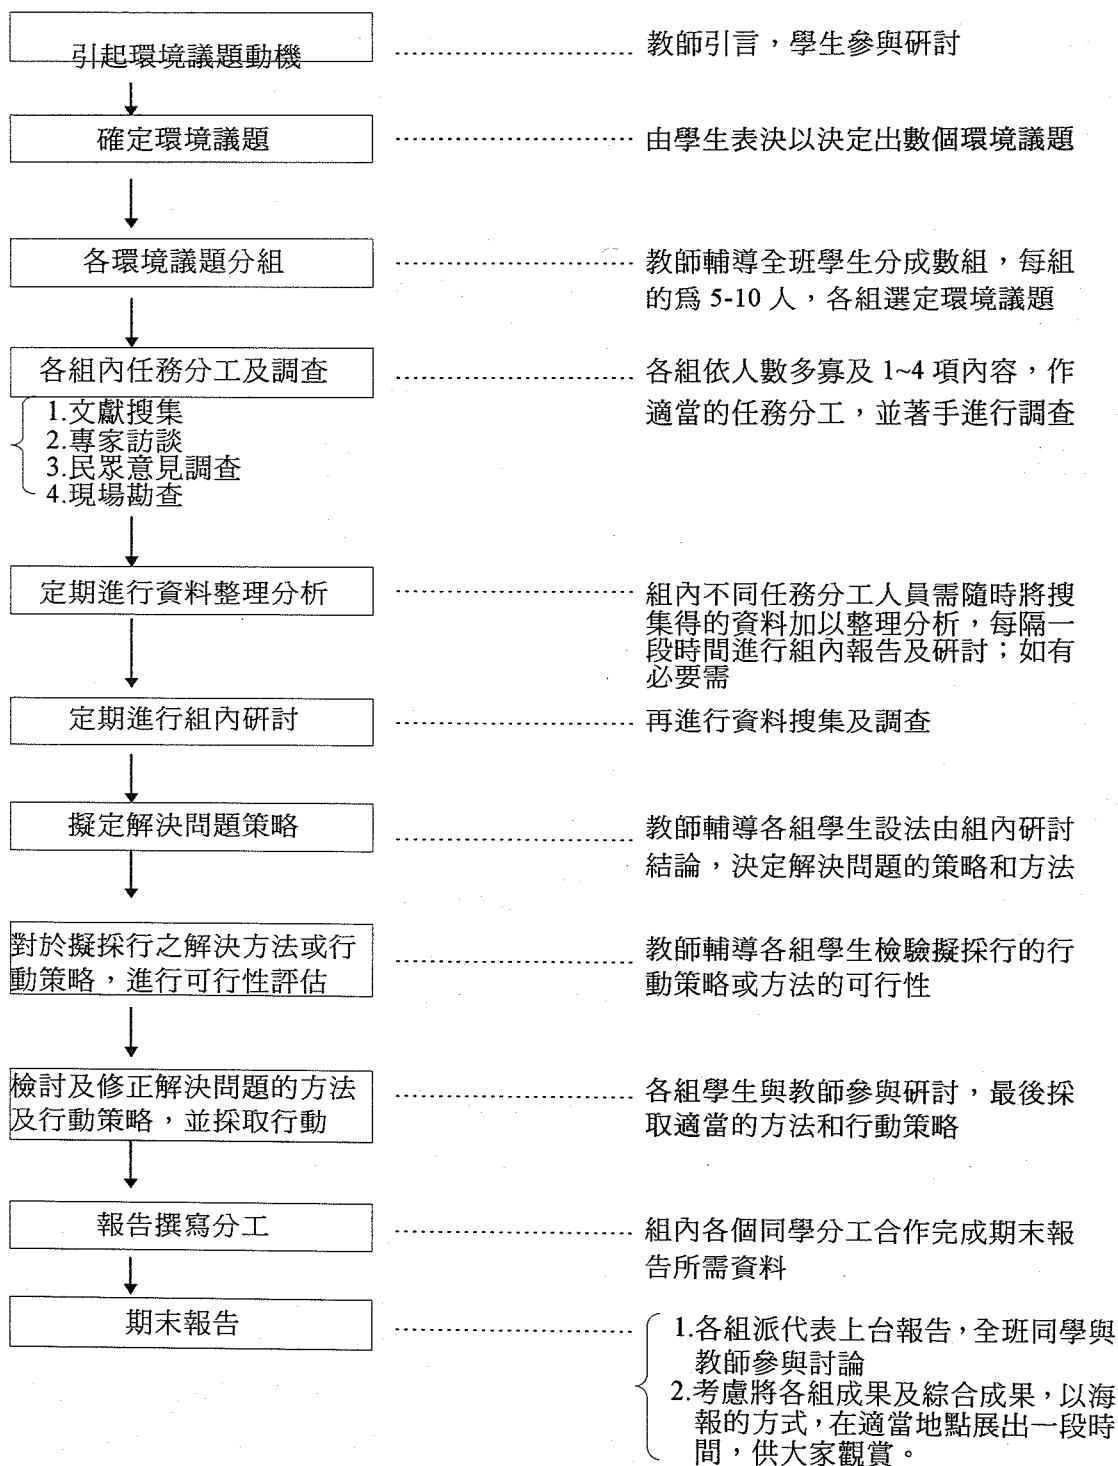 引起環境議題動機 ........................ 教師引言，學生參與研討
確定環境議題 ........................ 由學生表決以決定出數個環境議題
各環境議題分組 ........................ 教師輔導全班學生分成數組，每組
的為 5-10 人，各組選定環境議題
各組內任務分工及調查 ........................ 各組依人數多寡及 1~4 項內容，作
適當的任務分工，並著手進行調查
1.文獻搜集
2.專家訪談
3.民眾意見調查
4.現場勘查
定期進行資料整理分析 ........................ 組內不同任務分工人員需隨時將搜
集得的資料加以整理分析，每隔一
段時間進行組內報告及研討；如有
必要需
定期進行組內研討 ........................ 再進行資料搜集及調查
擬定解決問題策略 ........................ 教師輔導各組學生設法由組內研討
結論，決定解決問題的策略和方法
對於擬採行之解決方法或行
動策略，進行可行性評估 ........................ 教師輔導各組學生檢驗擬採行的行
動策略或方法的可行性
檢討及修正解決問題的方法
及行動策略，並採取行動 ........................ 各組學生與教師參與研討，最後採
取適當的方法和行動策略
報告撰寫分工 ........................ 組內各個同學分工合作完成期末報
告所需資料
期末報告 ........................ 1.各組派代表上台報告，全班同學與
教師參與討論
2.考慮將各組成果及綜合成果，以海
報的方式，在適當地點展出一段時
間，供大家觀賞。